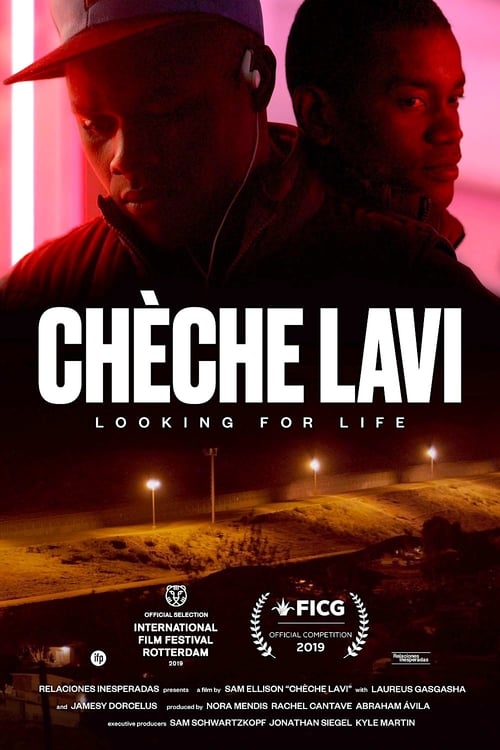 CHÈCHE LAVI
LOOKING FOR LIFE
OFFICIAL SELECTION
INTERNATIONAL
FILM FESTIVAL
ROTTERDAM
2019
FICG
OFFICIAL COMPETITION
2019
ifp
Relaciones
Inesperadas
RELACIONES INESPERADAS presents a film by SAM ELLISON "CHÈCHE LAVI" with LAUREUS GASGASHA
and JAMESY DORCELUS produced by NORA MENDIS RACHEL CANTAVE ABRAHAM ÁVILA
executive producers SAM SCHWARTZKOPF JONATHAN SIEGEL KYLE MARTIN